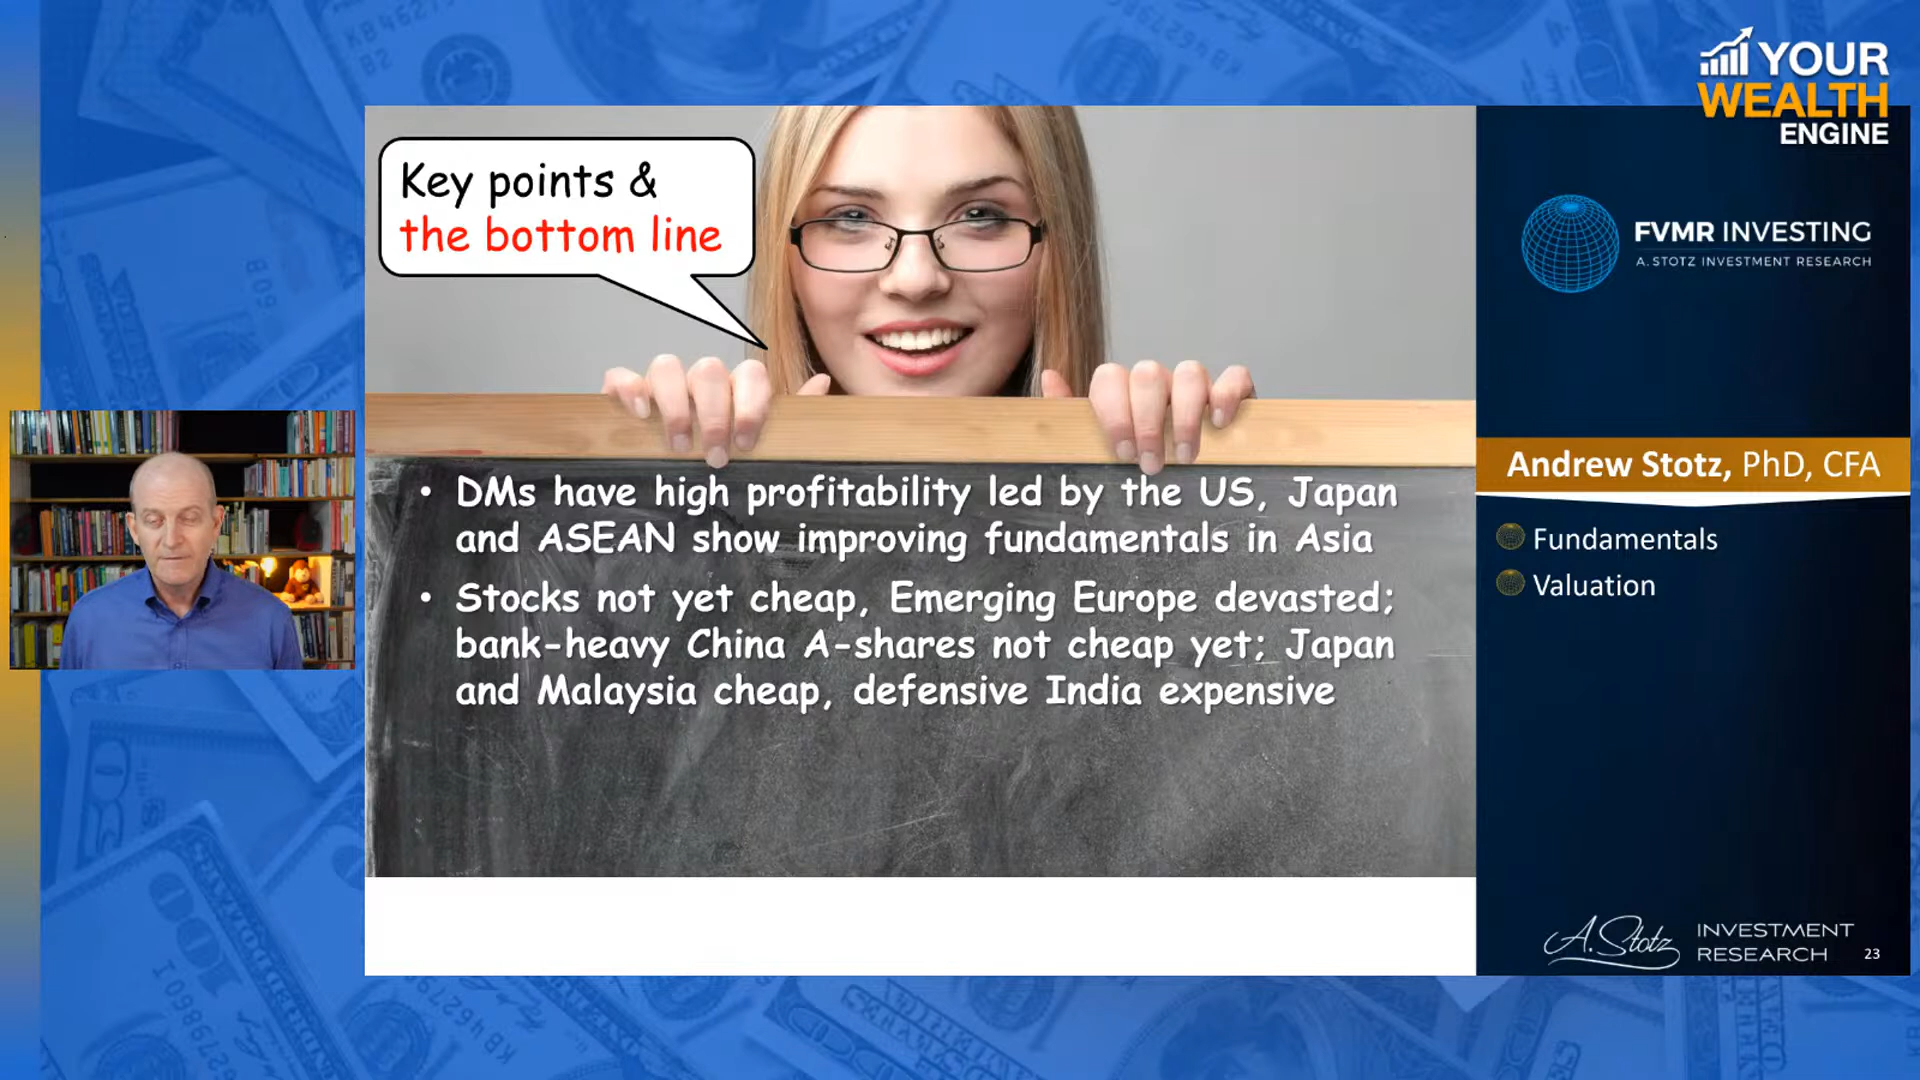 YOUR
WEALTH
ENGINE
Key points &
the bottom line
FVMR INVESTING
A. STOTZ INVESTMENT RESEARCH
Andrew Stotz, PhD, CFA
Fundamentals
Valuation
• DMs have high profitability led by the US, Japan
and ASEAN show improving fundamentals in Asia
• Stocks not yet cheap, Emerging Europe devasted;
bank-heavy China A-shares not cheap yet; Japan
and Malaysia cheap, defensive India expensive
A. Stotz
INVESTMENT
RESEARCH
23